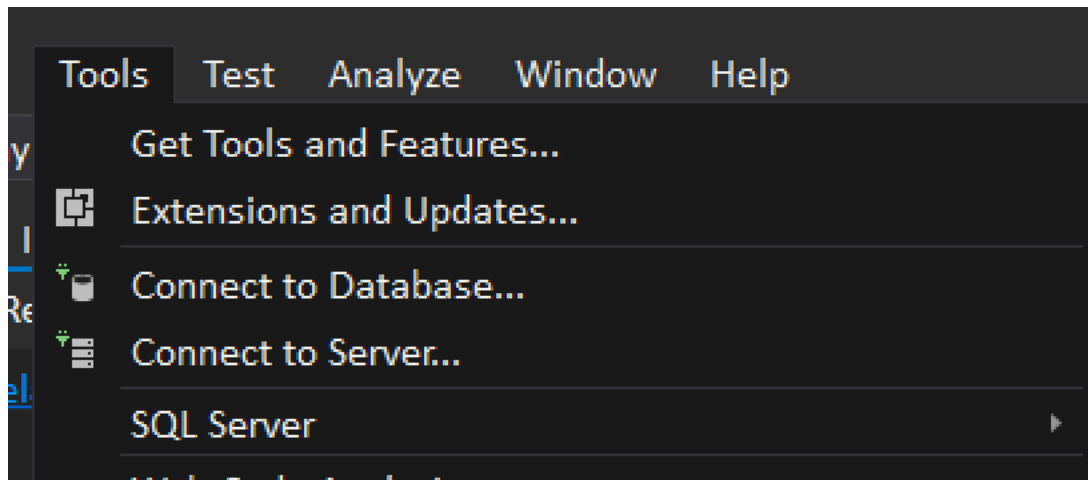 Tools Test Analyze Window Help
Get Tools and Features...
Extensions and Updates...
Connect to Database...
Connect to Server...
SQL Server